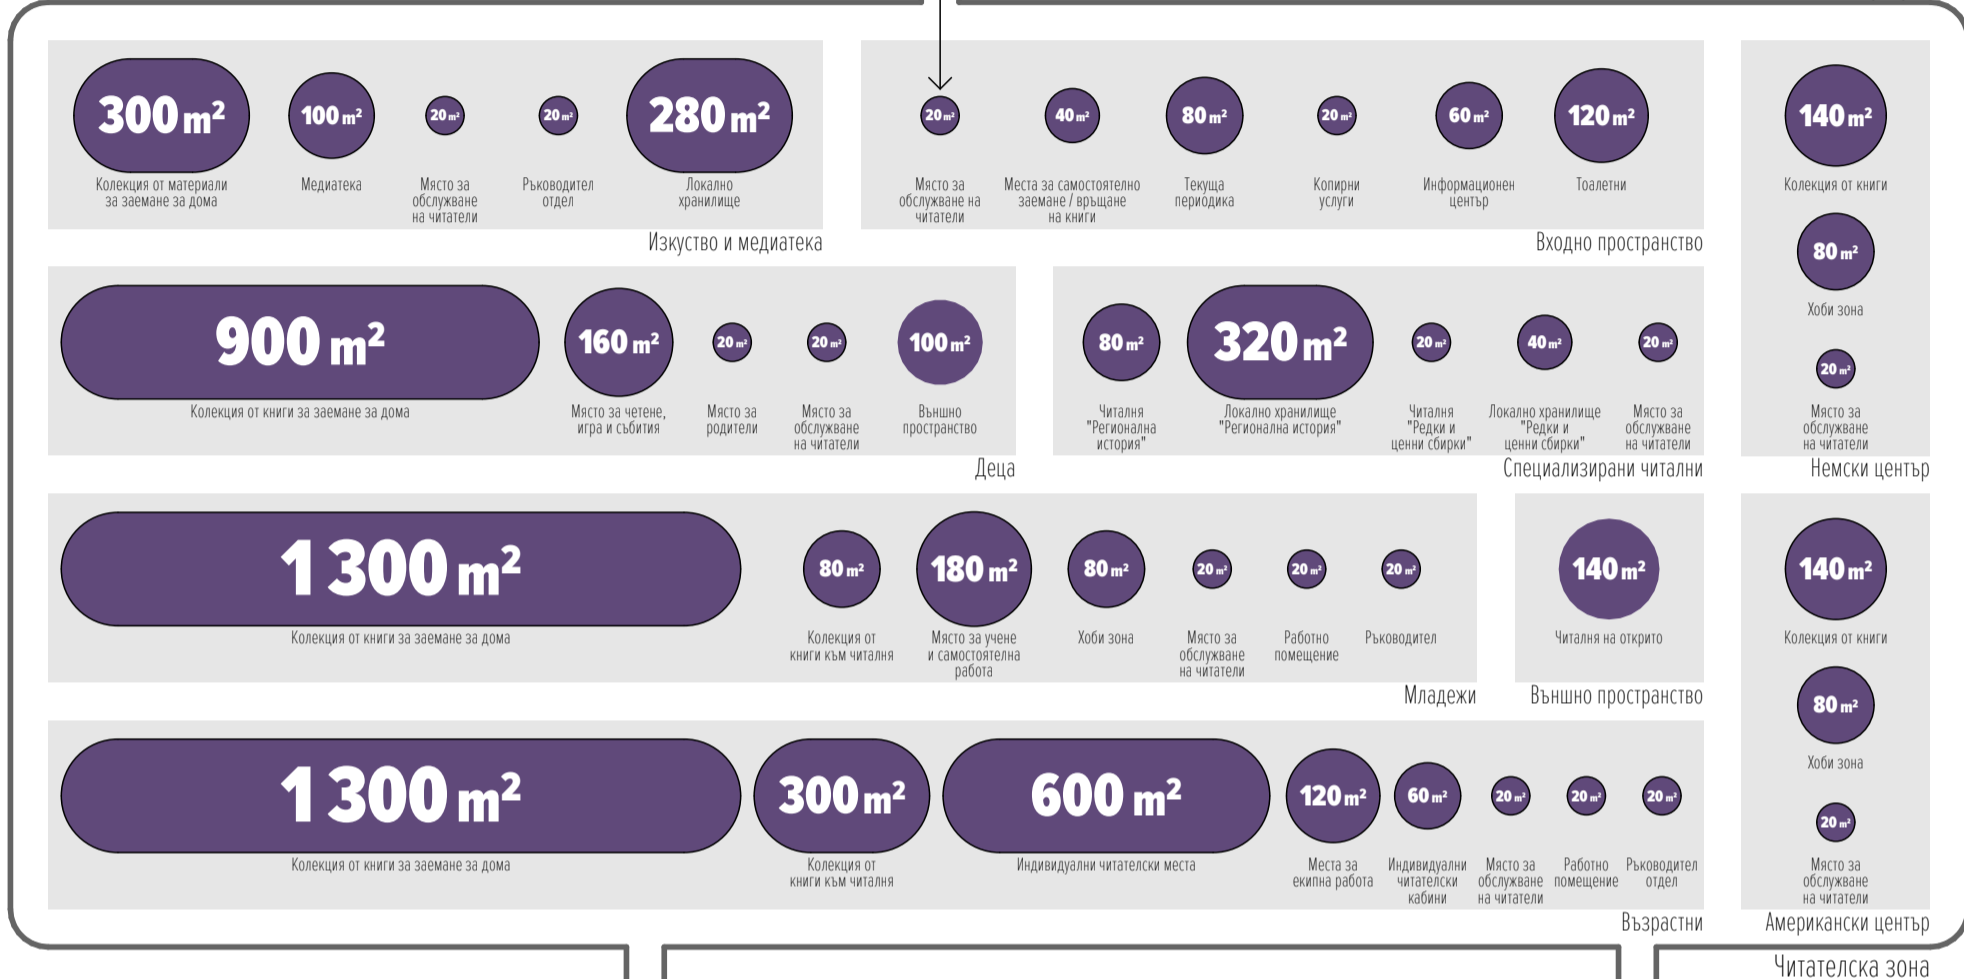 300 m²
100 m²
20 m²
20 m²
280 m²
Колекция от материали
за заемане за дома
Медиатека
Място за
обслужване
на читатели
Ръководител
отдел
Локално
хранилище
Изкуство и медиатека
20 m²
40 m²
80 m²
20 m²
60 m²
120 m²
Място за
обслужване на
читатели
Места за самостоятелно
заемане / връщане
на книги
Текуща
периодика
Копирни
услуги
Информационен
център
Тоалетни
Входно пространство
140 m²
Колекция от книги
80 m²
Хоби зона
20 m²
Място за
обслужване
на читатели
Немски център
900 m²
160 m²
20 m²
20 m²
100 m²
Колекция от книги за заемане за дома
Място за четене,
игра и събития
Място за
родители
Място за
обслужване
на читатели
Външно
пространство
Деца
80 m²
320 m²
20 m²
40 m²
20 m²
Читалня
"Регионална
история"
Локално хранилище
"Регионална история"
Читалня
"Редки и
ценни сбирки"
Локално хранилище
"Редки и
ценни сбирки"
Място за
обслужване
на читатели
Специализирани читални
1 300 m²
80 m²
180 m²
80 m²
20 m²
20 m²
20 m²
Колекция от книги за заемане за дома
Колекция от
книги към читалня
Място за учене
и самостоятелна
работа
Хоби зона
Място за
обслужване
на читатели
Работно
помещение
Ръководител
Младежи
140 m²
Читалня на открито
Външно пространство
140 m²
Колекция от книги
80 m²
Хоби зона
20 m²
Място за
обслужване
на читатели
Американски център
1 300 m²
300 m²
600 m²
120 m²
60 m²
20 m²
20 m²
20 m²
Колекция от книги за заемане за дома
Колекция от
книги към читалня
Индивидуални читателски места
Места за
екипна работа
Индивидуални
читателски
кабини
Място за
обслужване
на читатели
Работно
помещение
Ръководител
отдел
Възрастни
Читателска зона